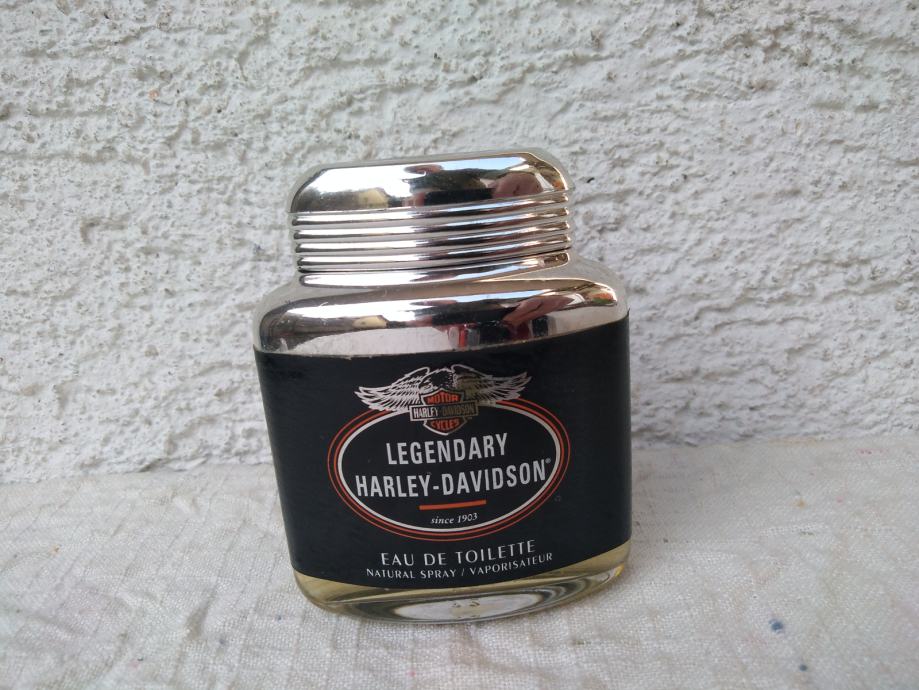 MOTOR
HARLEY-DAVIDSON
CYCLES
LEGENDARY
HARLEY-DAVIDSON®
since 1903
EAU DE TOILETTE
NATURAL SPRAY / VAPORISATEUR